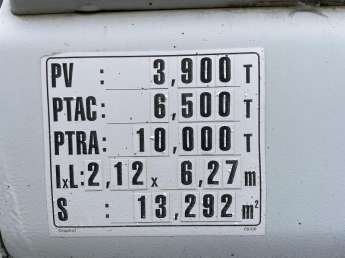 PV : 3,900 T
PTAC : 6,500 T
PTRA : 10,000 T
IxL: 2,12 x 6,27 m
S : 13,292 m²